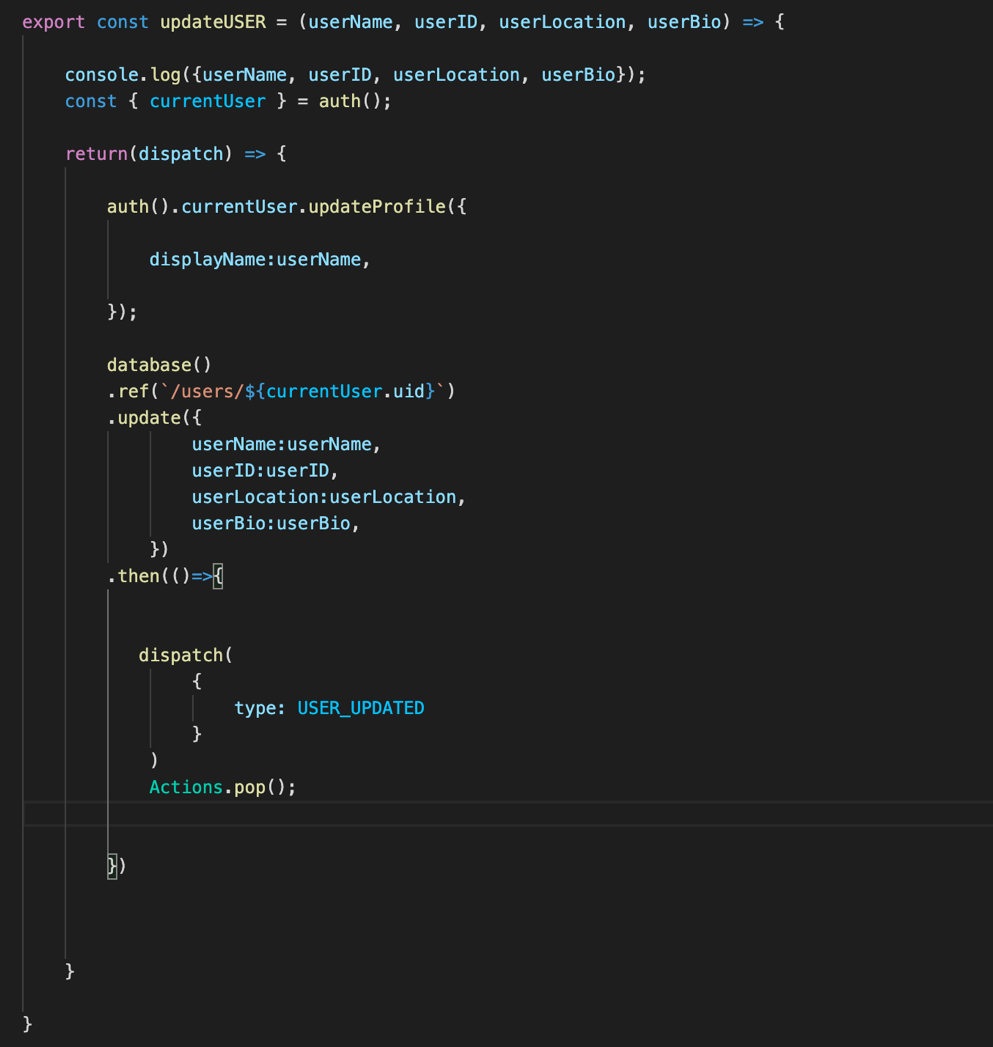 export const updateUSER = (userName, userID, userLocation, userBio) => {
console.log({userName, userID, userLocation, userBio});
const { currentUser } = auth();
return(dispatch) => {
auth().currentUser.updateProfile({
displayName:userName,
});
database()
.ref(`/users/${currentUser.uid}`)
.update({
userName:userName,
userID:userID,
userLocation:userLocation,
userBio:userBio,
})
.then(()=>{
dispatch(
{
type: USER_UPDATED
}
)
Actions.pop();
})
}
}